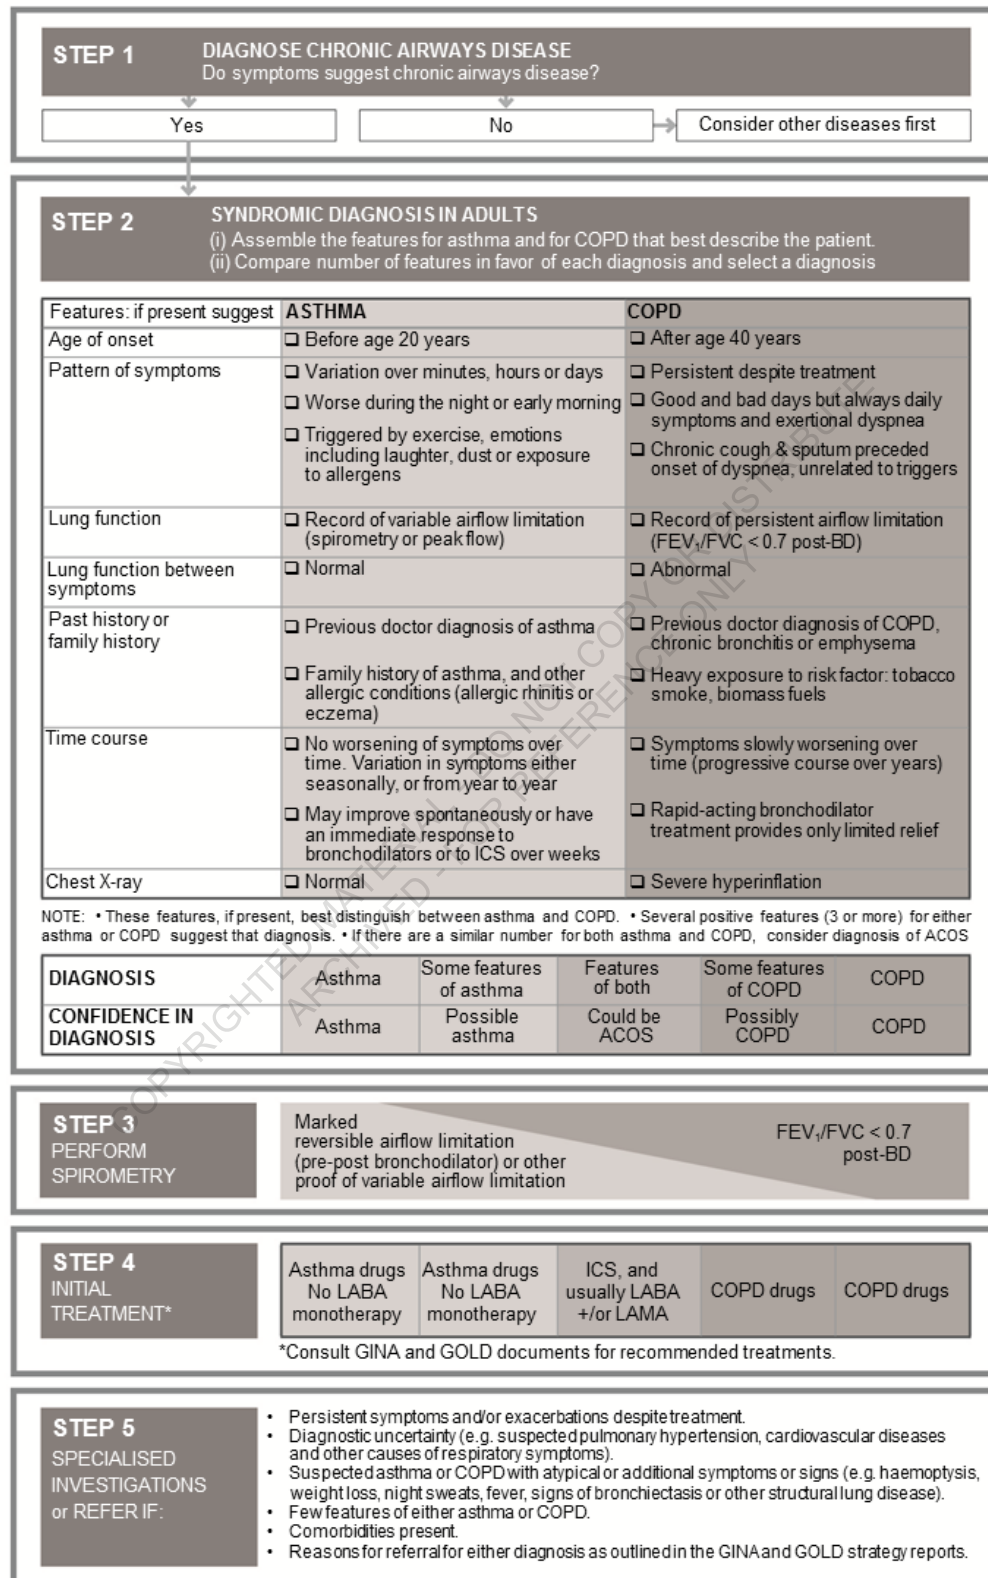 STEP 1
DIAGNOSE CHRONIC AIRWAYS DISEASE
Do symptoms suggest chronic airways disease?
Yes
No
Consider other diseases first
STEP 2
SYNDROMIC DIAGNOSIS IN ADULTS
(i) Assemble the features for asthma and for COPD that best describe the patient.
(ii) Compare number of features in favor of each diagnosis and select a diagnosis
Features: if present suggest
ASTHMA
COPD
Age of onset
❑ Before age 20 years
❑ After age 40 years
Pattern of symptoms
❑ Variation over minutes, hours or days
❑ Worse during the night or early morning
❑ Triggered by exercise, emotions
including laughter, dust or exposure
to allergens
❑ Persistent despite treatment
❑ Good and bad days but always daily
symptoms and exertional dyspnea
❑ Chronic cough & sputum preceded
onset of dyspnea, unrelated to triggers
Lung function
❑ Record of variable airflow limitation
(spirometry or peak flow)
❑ Record of persistent airflow limitation
(FEV₁/FVC < 0.7 post-BD)
Lung function between
symptoms
❑ Normal
❑ Abnormal
Past history or
family history
❑ Previous doctor diagnosis of asthma
❑ Family history of asthma, and other
allergic conditions (allergic rhinitis or
eczema)
❑ Previous doctor diagnosis of COPD,
chronic bronchitis or emphysema
❑ Heavy exposure to risk factor: tobacco
smoke, biomass fuels
Time course
❑ No worsening of symptoms over
time. Variation in symptoms either
seasonally, or from year to year
❑ May improve spontaneously or have
an immediate response to
bronchodilators or to ICS over weeks
❑ Symptoms slowly worsening over
time (progressive course over years)
❑ Rapid-acting bronchodilator
treatment provides only limited relief
Chest X-ray
❑ Normal
❑ Severe hyperinflation
NOTE: • These features, if present, best distinguish between asthma and COPD. • Several positive features (3 or more) for either
asthma or COPD suggest that diagnosis. • If there are a similar number for both asthma and COPD, consider diagnosis of ACOS
DIAGNOSIS
Asthma
Some features
of asthma
Features
of both
Some features
of COPD
COPD
CONFIDENCE IN
DIAGNOSIS
Asthma
Possible
asthma
Could be
ACOS
Possibly
COPD
COPD
STEP 3
PERFORM
SPIROMETRY
Marked
reversible airflow limitation
(pre-post bronchodilator) or other
proof of variable airflow limitation
FEV₁/FVC < 0.7
post-BD
STEP 4
INITIAL
TREATMENT*
Asthma drugs
No LABA
monotherapy
Asthma drugs
No LABA
monotherapy
ICS, and
usually LABA
+/or LAMA
COPD drugs
COPD drugs
*Consult GINA and GOLD documents for recommended treatments.
STEP 5
SPECIALISED
INVESTIGATIONS
or REFER IF:
• Persistent symptoms and/or exacerbations despite treatment.
• Diagnostic uncertainty (e.g. suspected pulmonary hypertension, cardiovascular diseases
and other causes of respiratory symptoms).
• Suspected asthma or COPD with atypical or additional symptoms or signs (e.g. haemoptysis,
weight loss, night sweats, fever, signs of bronchiectasis or other structural lung disease).
• Few features of either asthma or COPD.
• Comorbidities present.
• Reasons for referral for either diagnosis as outlined in the GINA and GOLD strategy reports.
COPYRIGHTED MATERIAL - DO NOT COPY OR DISTRIBUTE
ARCHIVED - FOR REFERENCE ONLY